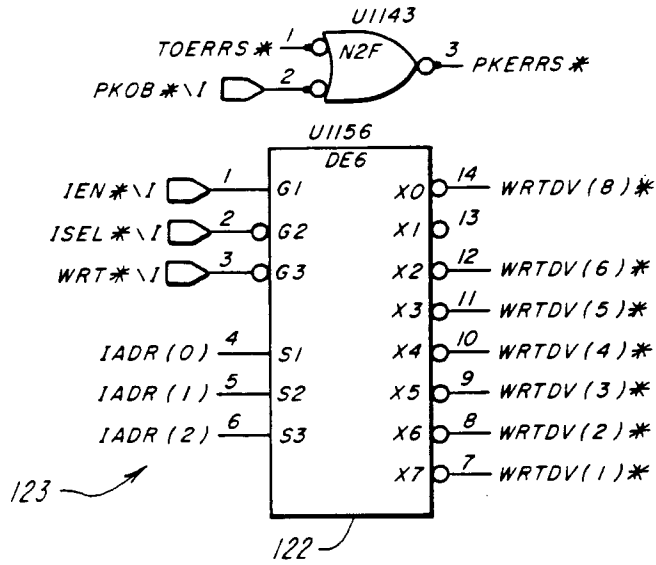 U1143
TOERRS* 1 N2F 3 PKERRS*
PKOB*\I 2
U1156
DE6
IEN*\I 1 G1 X0 14 WRTDV(8)*
ISEL*\I 2 G2 X1 13
WRT*\I 3 G3 X2 12 WRTDV(6)*
X3 11 WRTDV(5)*
IADR(0) 4 S1 X4 10 WRTDV(4)*
IADR(1) 5 S2 X5 9 WRTDV(3)*
IADR(2) 6 S3 X6 8 WRTDV(2)*
X7 7 WRTDV(1)*
123
122